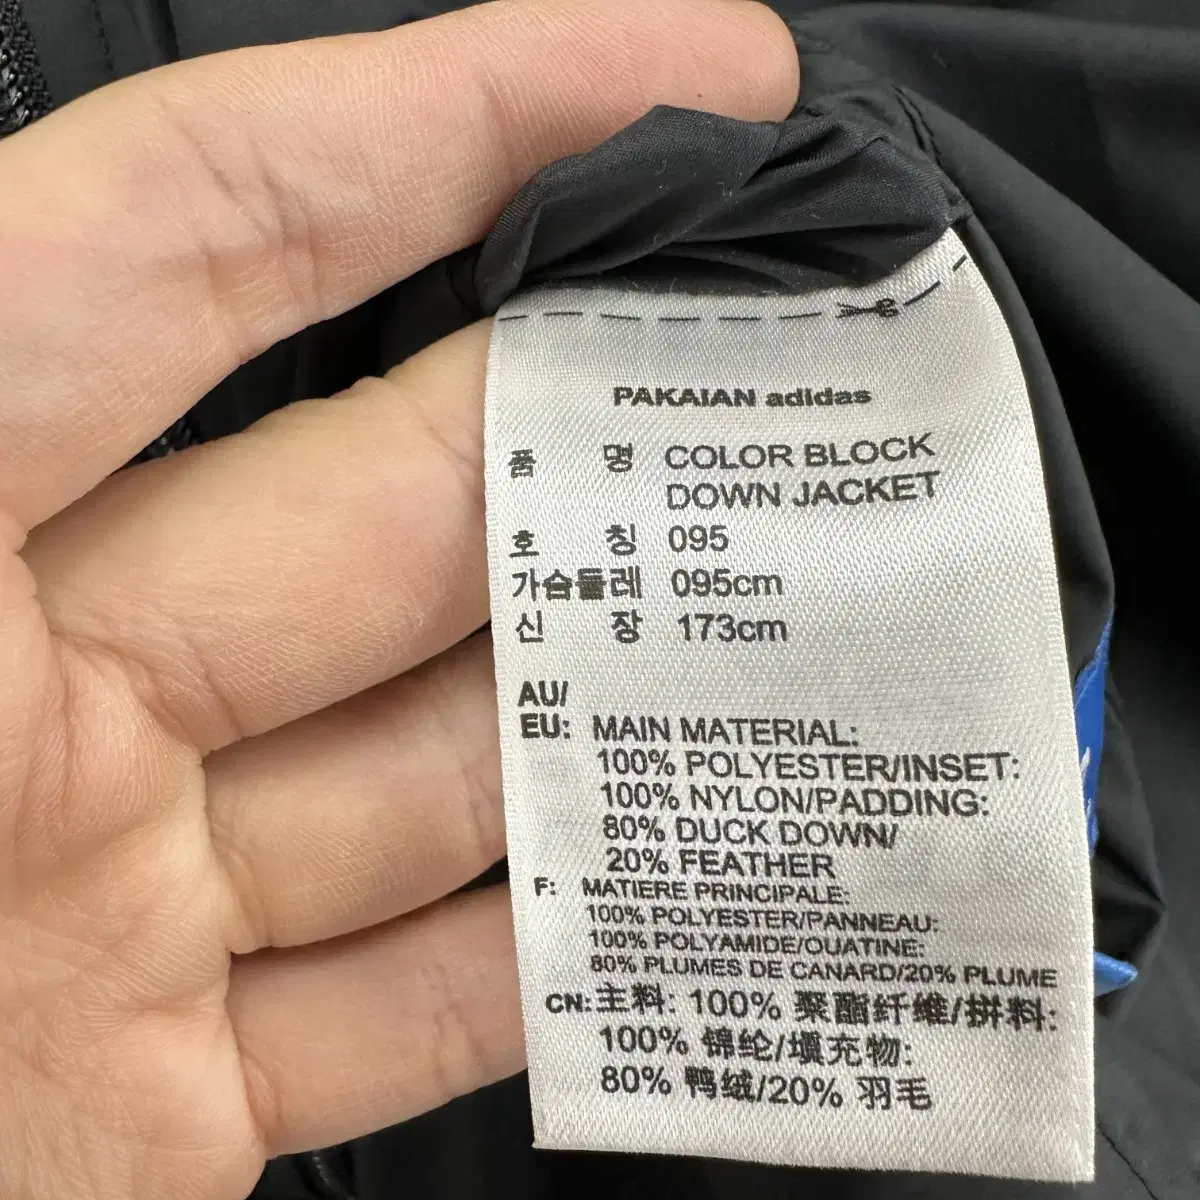 PAKAIAN adidas
품 명 COLOR BLOCK
DOWN JACKET
호 칭 095
가슴둘레 095cm
신 장 173cm
AU/
EU: MAIN MATERIAL:
100% POLYESTER/INSET:
100% NYLON/PADDING:
80% DUCK DOWN/
20% FEATHER
F: MATIERE PRINCIPALE:
100% POLYESTER/PANNEAU:
100% POLYAMIDE/OUATINE:
80% PLUMES DE CANARD/20% PLUME
CN: 主料: 100% 聚酯纤维/拼料:
100% 锦纶/填充物:
80% 鸭绒/20% 羽毛